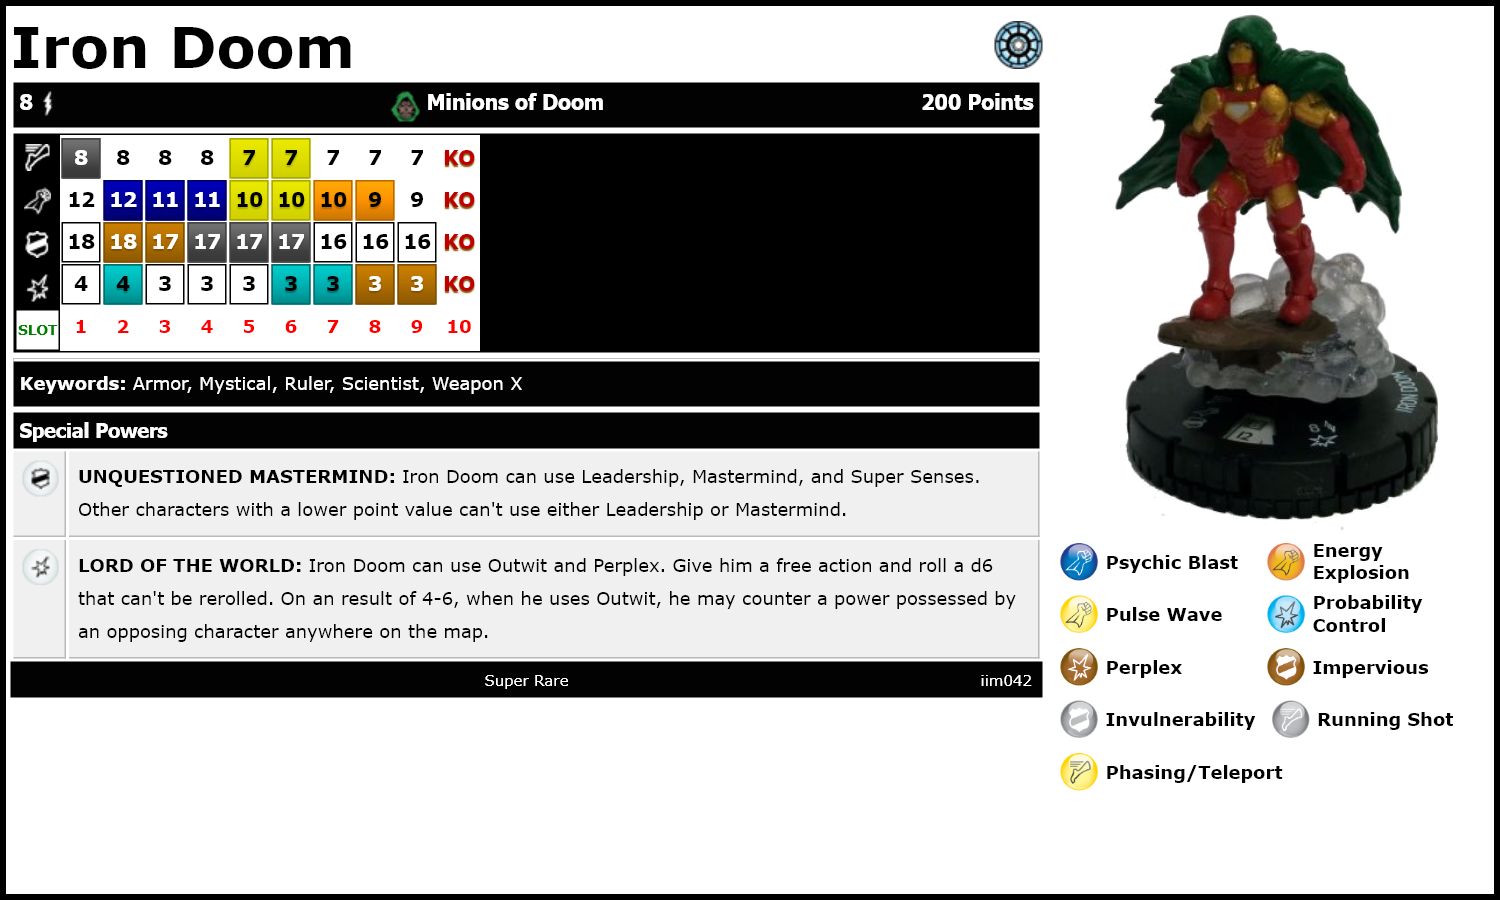 Iron Doom
8 Minions of Doom 200 Points
8 8 8 8 7 7 7 7 7 KO
12 12 11 11 10 10 10 9 9 KO
18 18 17 17 17 17 16 16 16 KO
4 4 3 3 3 3 3 3 3 KO
SLOT 1 2 3 4 5 6 7 8 9 10
Keywords: Armor, Mystical, Ruler, Scientist, Weapon X
Special Powers
UNQUESTIONED MASTERMIND: Iron Doom can use Leadership, Mastermind, and Super Senses.
Other characters with a lower point value can't use either Leadership or Mastermind.
LORD OF THE WORLD: Iron Doom can use Outwit and Perplex. Give him a free action and roll a d6
that can't be rerolled. On an result of 4-6, when he uses Outwit, he may counter a power possessed by
an opposing character anywhere on the map.
Super Rare iim042
IRON DOOM
12
Psychic Blast
Energy
Explosion
Pulse Wave
Probability
Control
Perplex
Impervious
Invulnerability
Running Shot
Phasing/Teleport